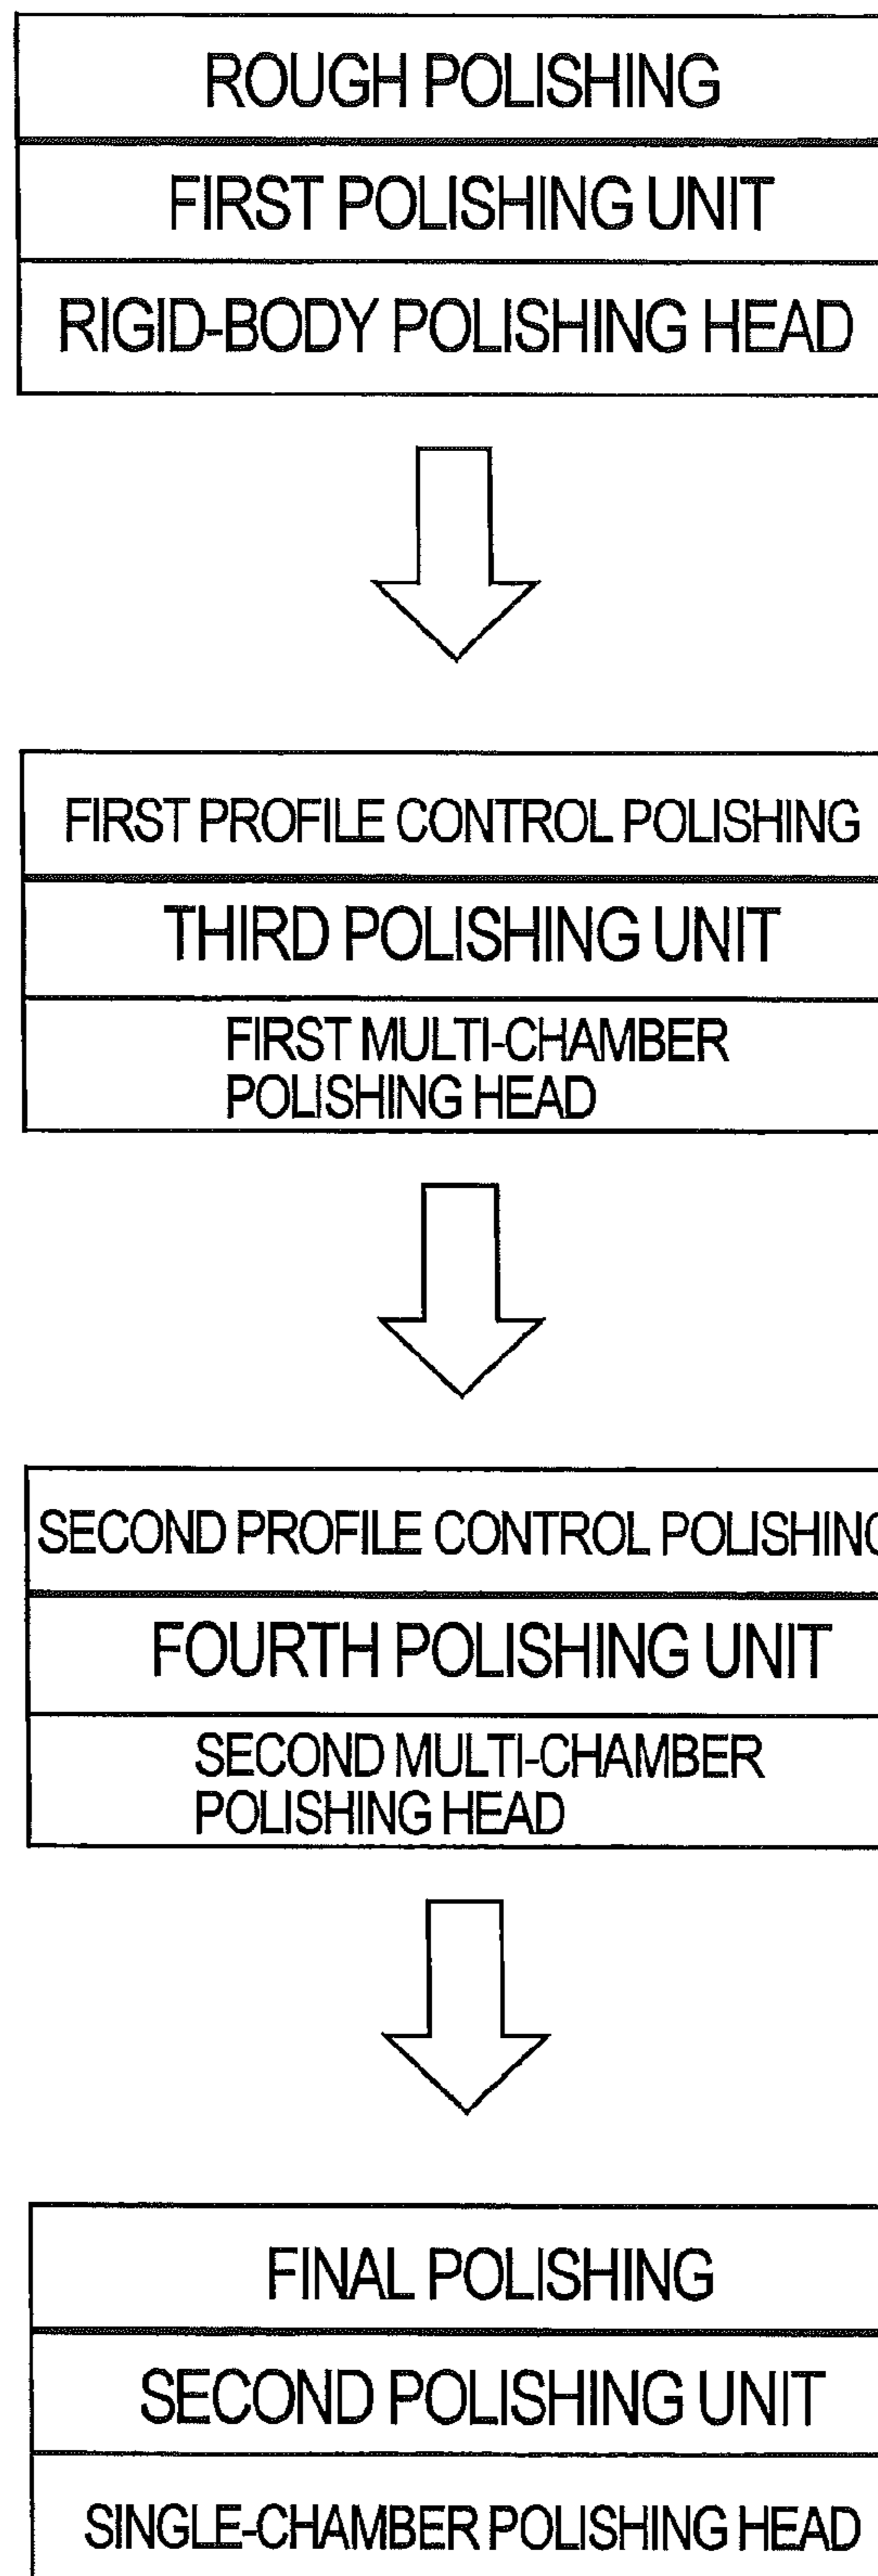 ROUGH POLISHING
FIRST POLISHING UNIT
RIGID-BODY POLISHING HEAD
FIRST PROFILE CONTROL POLISHING
THIRD POLISHING UNIT
FIRST MULTI-CHAMBER
POLISHING HEAD
SECOND PROFILE CONTROL POLISHING
FOURTH POLISHING UNIT
SECOND MULTI-CHAMBER
POLISHING HEAD
FINAL POLISHING
SECOND POLISHING UNIT
SINGLE-CHAMBER POLISHING HEAD